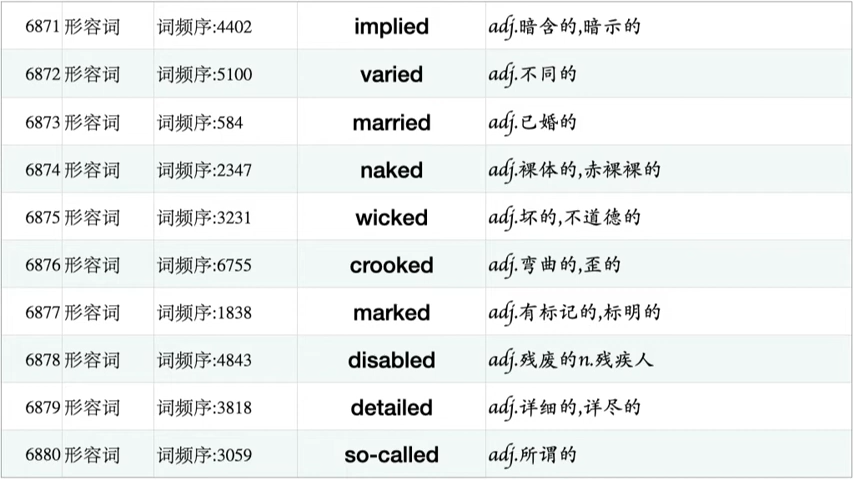 6871 形容词 词频序:4402 implied adj.暗含的,暗示的
6872 形容词 词频序:5100 varied adj.不同的
6873 形容词 词频序:584 married adj.已婚的
6874 形容词 词频序:2347 naked adj.裸体的,赤裸裸的
6875 形容词 词频序:3231 wicked adj.坏的,不道德的
6876 形容词 词频序:6755 crooked adj.弯曲的,歪的
6877 形容词 词频序:1838 marked adj.有标记的,标明的
6878 形容词 词频序:4843 disabled adj.残废的n.残疾人
6879 形容词 词频序:3818 detailed adj.详细的,详尽的
6880 形容词 词频序:3059 so-called adj.所谓的